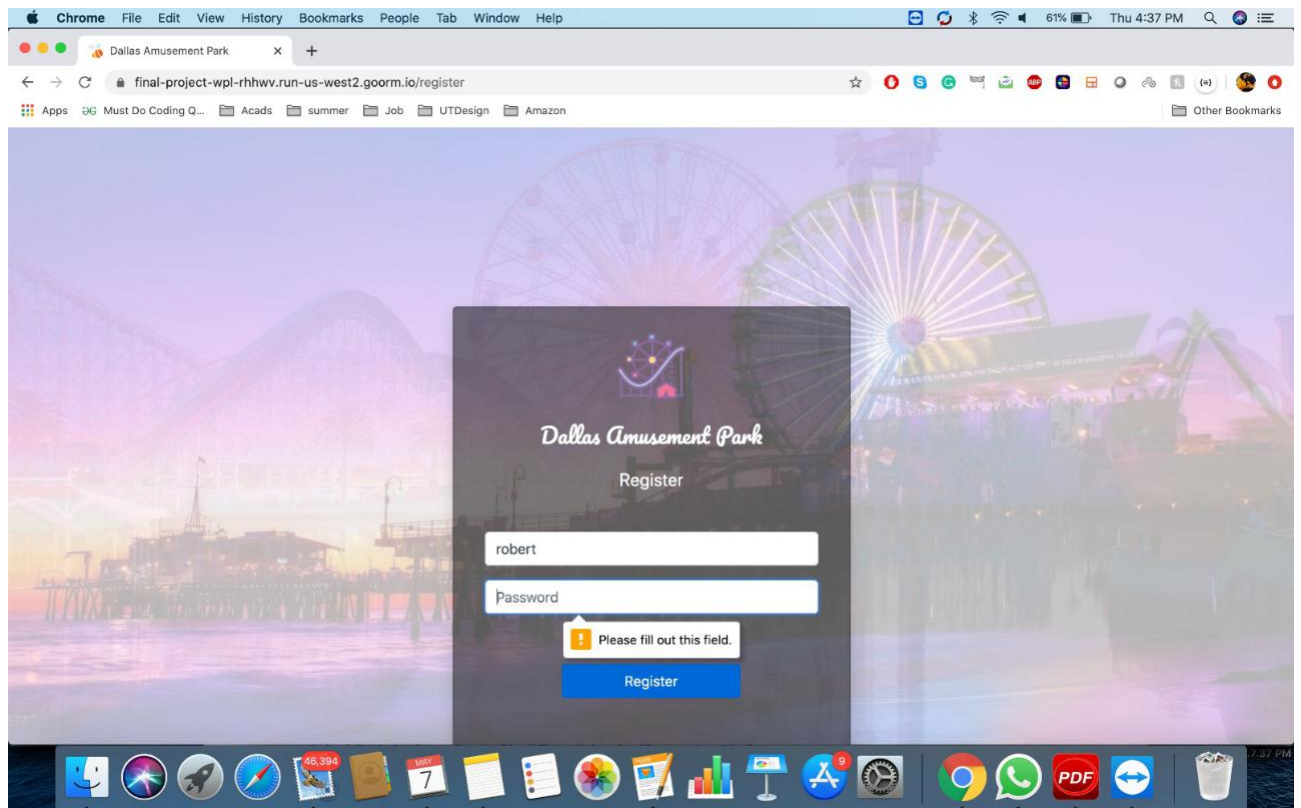 Chrome File Edit View History Bookmarks People Tab Window Help 61% Thu 4:37 PM
Dallas Amusement Park
final-project-wpl-rhhwv.run-us-west2.goorm.io/register
Apps Must Do Coding Q... Acads summer Job UTDesign Amazon Other Bookmarks
Dallas Amusement Park
Register
robert
Password
Please fill out this field.
Register
46,394
MAY
7
9
PDF
7.37 PM